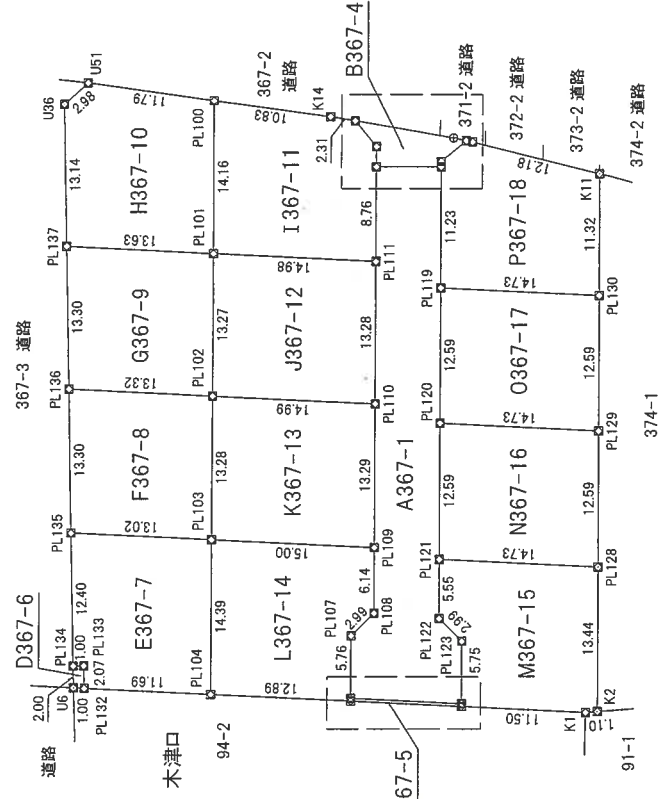 B367-4
U51
U36
2.98
11.79
367-2
道路
K14
10.83
PL100
2.31
371-2 道路
372-2 道路
373-2 道路
374-2 道路
12.18
K11
367-3 道路
PL137
13.14
H367-10
14.16
I367-11
PL101
13.63
14.98
8.76
PL111
11.23
P367-18
11.32
PL119
14.73
PL130
13.30
G367-9
13.27
J367-12
13.28
PL136
13.32
PL102
14.99
PL110
12.59
O367-17
12.59
PL120
14.73
PL129
374-1
13.30
F367-8
13.28
K367-13
13.29
A367-1
12.59
N367-16
12.59
PL135
13.02
PL103
15.00
PL109
PL121
14.73
PL128
D367-6
PL134
12.40
1.00
PL133
2.07
E367-7
14.39
L367-14
6.14
PL108
PL107
2.99
5.76
5.55
PL122
2.99
PL123
5.75
M367-15
13.44
2.00
U6
1.00
PL132
11.69
PL104
12.89
11.50
K1
K2
1.10
道路
木津口
94-2
67-5
91-1